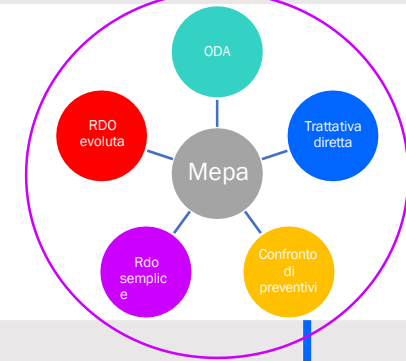 ODA
RDO
evoluta
Trattativa
diretta
Mepa
Rdo
semplic
e
Confronto
di
preventivi